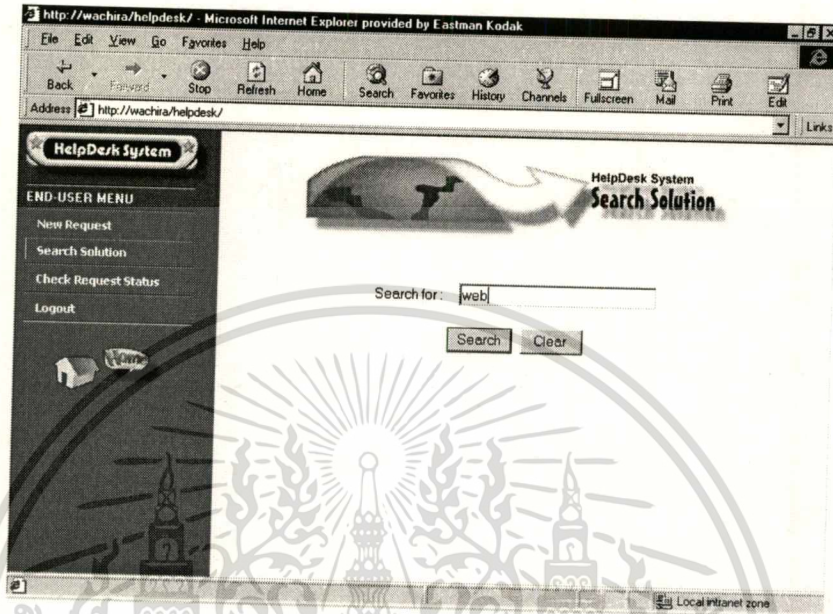 http://wachira/helpdesk/ - Microsoft Internet Explorer provided by Eastman Kodak
File Edit View Go Favorites Help
Back Forward Stop Refresh Home Search Favorites History Channels Fullscreen Mail Print Edit
Address http://wachira/helpdesk/ Links
HelpDesk System
END-USER MENU
New Request
Search Solution
Check Request Status
Logout
Home
HelpDesk System
Search Solution
Search for : web
Search Clear
Local intranet zone